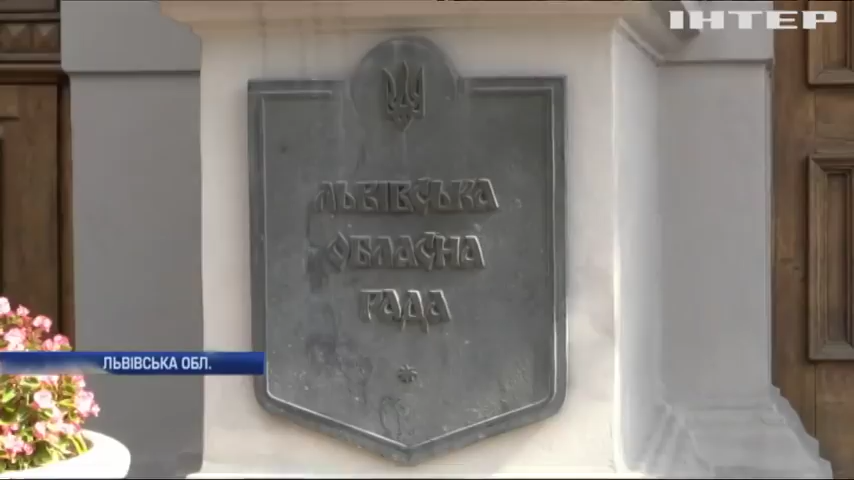 ІНТЕР
ЛЬВІВСЬКА
ОБЛАСНА
РАДА
ЛЬВІВСЬКА ОБЛ.